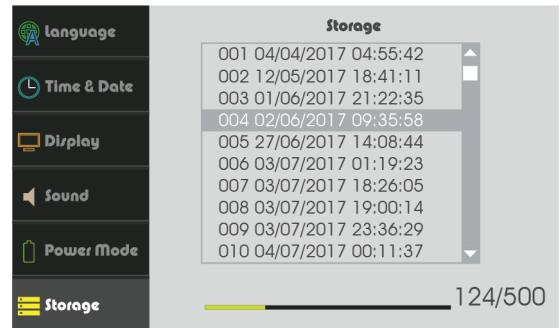 Language
Time & Date
Display
Sound
Power Mode
Storage
Storage
001 04/04/2017 04:55:42
002 12/05/2017 18:41:11
003 01/06/2017 21:22:35
004 02/06/2017 09:35:58
005 27/06/2017 14:08:44
006 03/07/2017 01:19:23
007 03/07/2017 18:26:05
008 03/07/2017 19:00:14
009 03/07/2017 23:36:29
010 04/07/2017 00:11:37
124/500